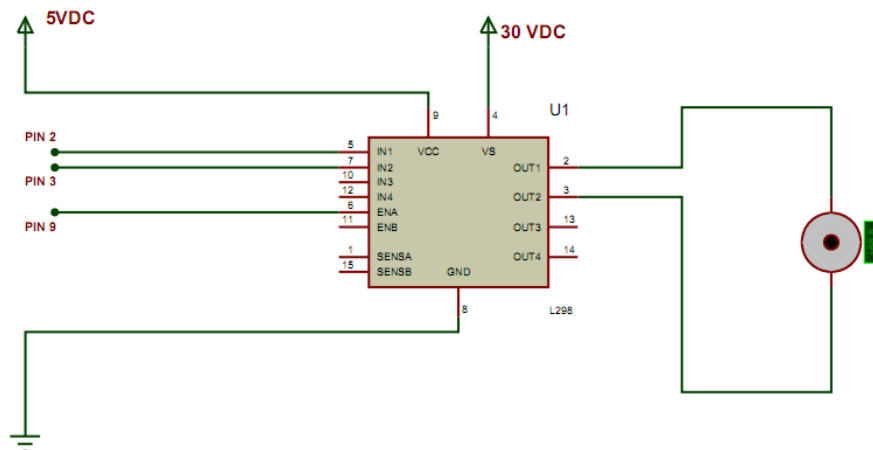 5VDC
30 VDC
U1
9
4
PIN 2
5
IN1
VCC
VS
OUT1
2
7
IN2
PIN 3
10
IN3
12
IN4
OUT2
3
6
ENA
PIN 9
11
ENB
OUT3
13
1
SENSA
OUT4
14
15
SENSB
GND
8
L298